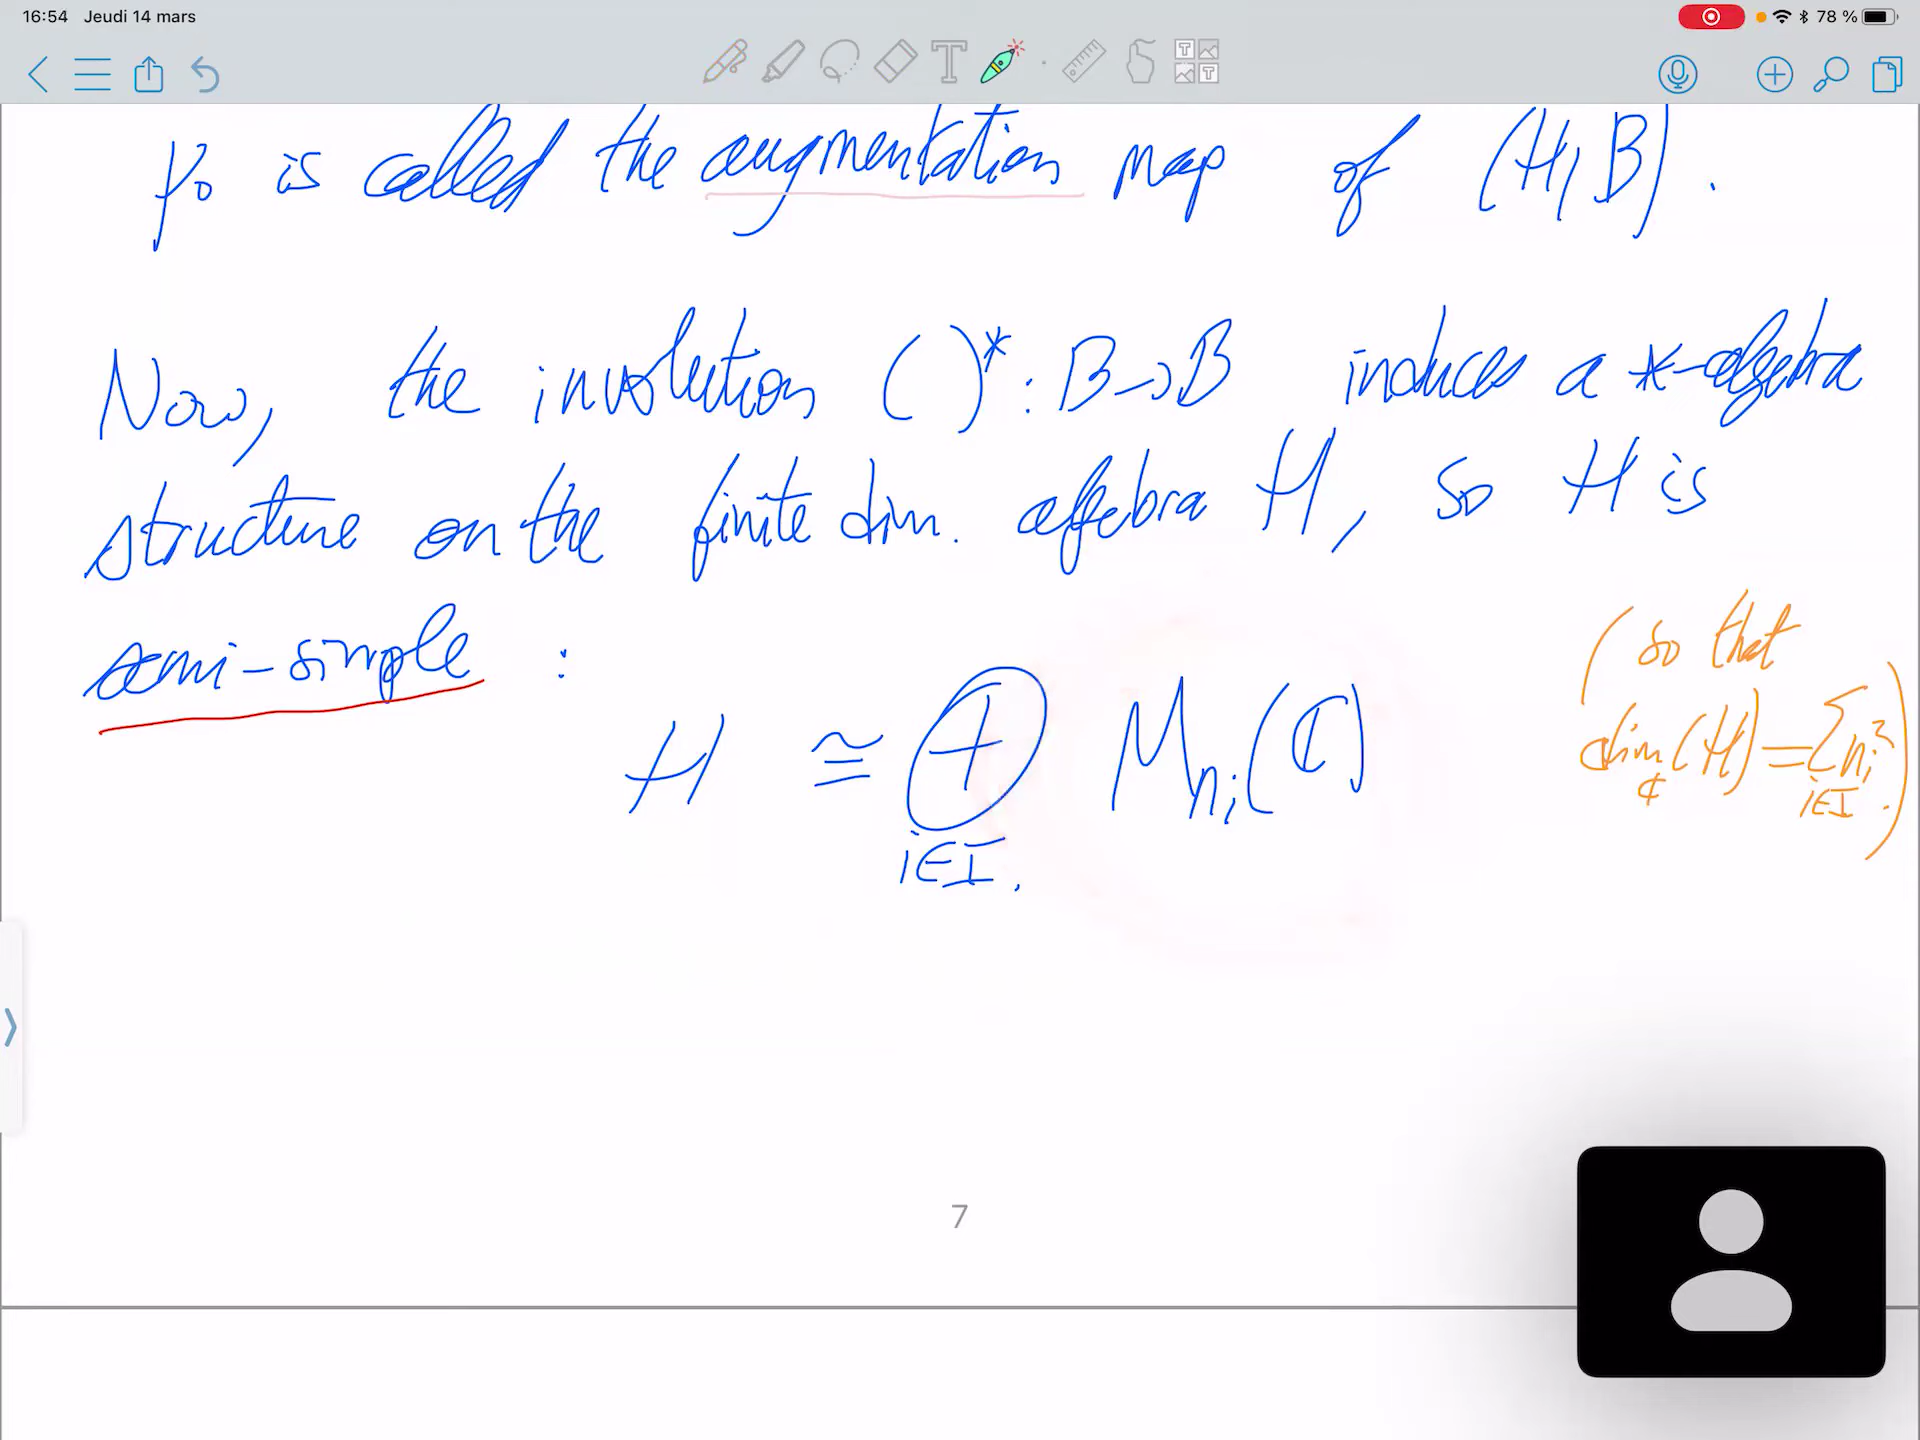 16:54 Jeudi 14 mars 78 %
p₀ is called the augmentation map of (H, B).
Now, the involution ( )* : B → B induces a *-algebra
structure on the finite dim. algebra H, so H is
semi-simple :
(so that
H ≅ ⊕ M_{n_i}(ℂ)
dim_ℂ(H) = Σ n_i²
i∈I.
i∈I .)
7